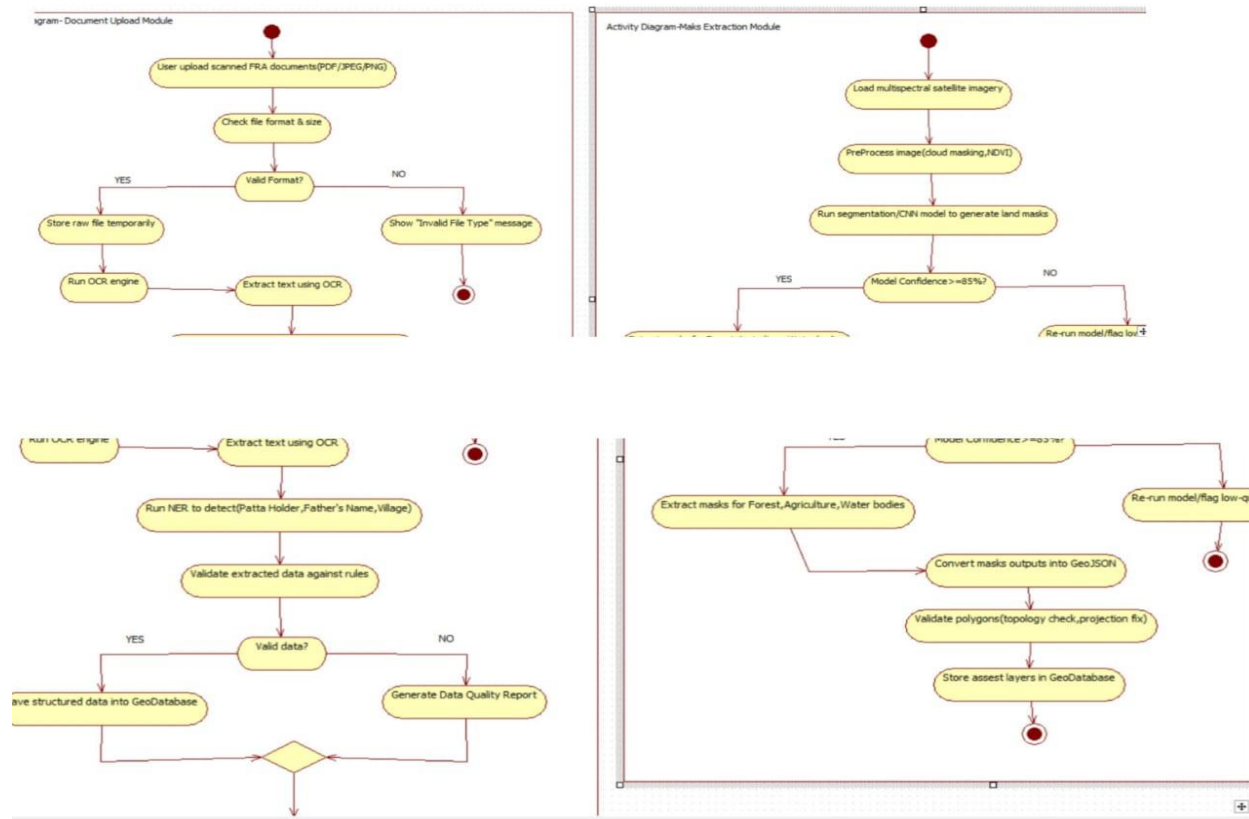 gram- Document Upload Module
User upload scanned FRA documents(PDF/JPEG/PNG)
Check file format & size
Valid Format?
YES
NO
Store raw file temporarily
Show "Invalid File Type" message
Run OCR engine
Extract text using OCR
Activity Diagram-Maks Extraction Module
Load multispectral satellite imagery
PreProcess image(cloud masking,NDVI)
Run segmentation/CNN model to generate land masks
Model Confidence>=85%?
YES
NO
Re-run model/flag low
Run OCR engine
Extract text using OCR
Run NER to detect(Patta Holder,Father's Name,Village)
Validate extracted data against rules
Valid data?
YES
NO
ave structured data into GeoDatabase
Generate Data Quality Report
YES
Model Confidence>=85%?
Extract masks for Forest,Agriculture,Water bodies
Re-run model/flag low-q
Convert masks outputs into GeoJSON
Validate polygons(topology check,projection fix)
Store assest layers in GeoDatabase